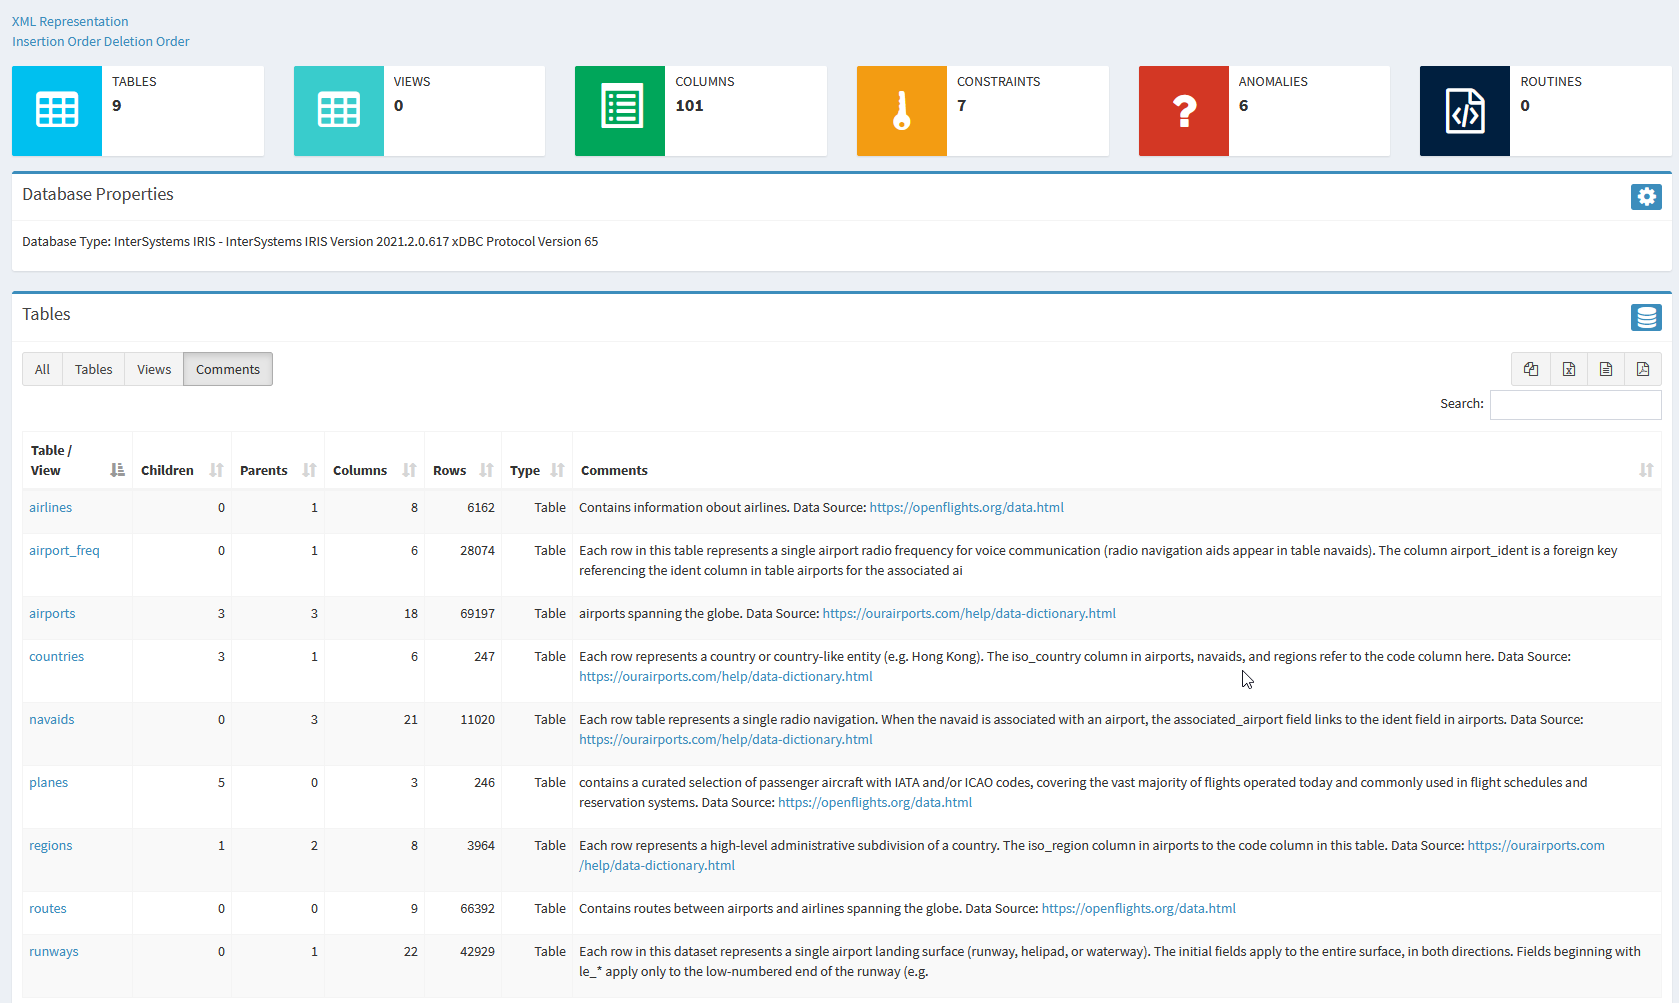 XML Representation
Insertion Order Deletion Order
TABLES
9
VIEWS
0
COLUMNS
101
CONSTRAINTS
7
ANOMALIES
6
ROUTINES
0
Database Properties
Database Type: InterSystems IRIS - InterSystems IRIS Version 2021.2.0.617 xDBC Protocol Version 65
Tables
All Tables Views Comments
Search:
Table /
View Children Parents Columns Rows Type Comments
airlines 0 1 8 6162 Table Contains information obout airlines. Data Source: https://openflights.org/data.html
airport_freq 0 1 6 28074 Table Each row in this table represents a single airport radio frequency for voice communication (radio navigation aids appear in table navaids). The column airport_ident is a foreign key
referencing the ident column in table airports for the associated ai
airports 3 3 18 69197 Table airports spanning the globe. Data Source: https://ourairports.com/help/data-dictionary.html
countries 3 1 6 247 Table Each row represents a country or country-like entity (e.g. Hong Kong). The iso_country column in airports, navaids, and regions refer to the code column here. Data Source:
https://ourairports.com/help/data-dictionary.html
navaids 0 3 21 11020 Table Each row table represents a single radio navigation. When the navaid is associated with an airport, the associated_airport field links to the ident field in airports. Data Source:
https://ourairports.com/help/data-dictionary.html
planes 5 0 3 246 Table contains a curated selection of passenger aircraft with IATA and/or ICAO codes, covering the vast majority of flights operated today and commonly used in flight schedules and
reservation systems. Data Source: https://openflights.org/data.html
regions 1 2 8 3964 Table Each row represents a high-level administrative subdivision of a country. The iso_region column in airports to the code column in this table. Data Source: https://ourairports.com
/help/data-dictionary.html
routes 0 0 9 66392 Table Contains routes between airports and airlines spanning the globe. Data Source: https://openflights.org/data.html
runways 0 1 22 42929 Table Each row in this dataset represents a single airport landing surface (runway, helipad, or waterway). The initial fields apply to the entire surface, in both directions. Fields beginning with
le_* apply only to the low-numbered end of the runway (e.g.